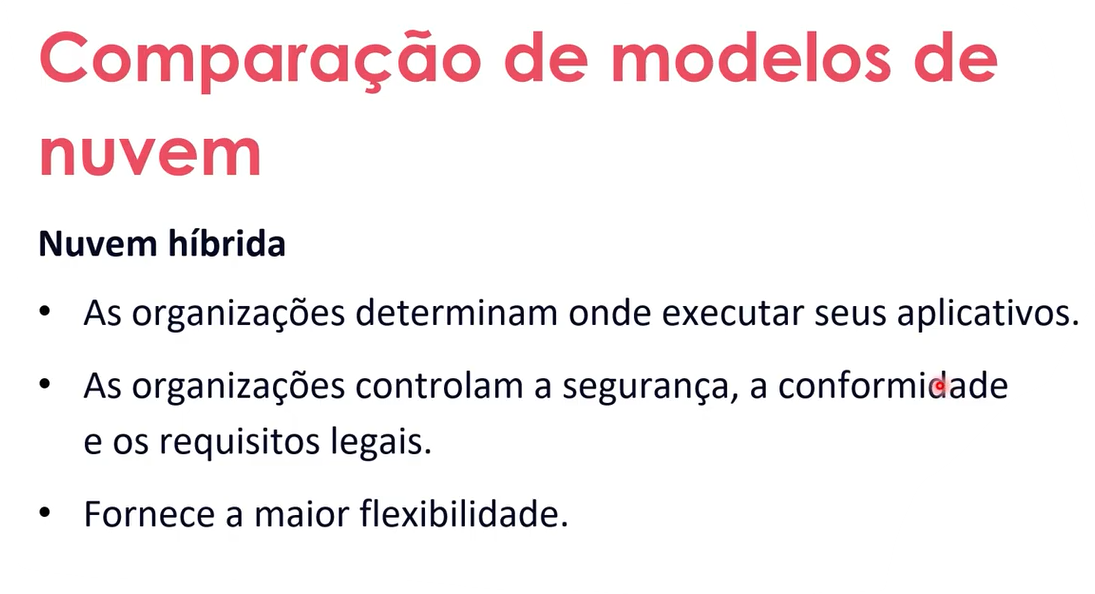 Comparação de modelos de
nuvem
Nuvem híbrida
• As organizações determinam onde executar seus aplicativos.
• As organizações controlam a segurança, a conformidade
e os requisitos legais.
• Fornece a maior flexibilidade.